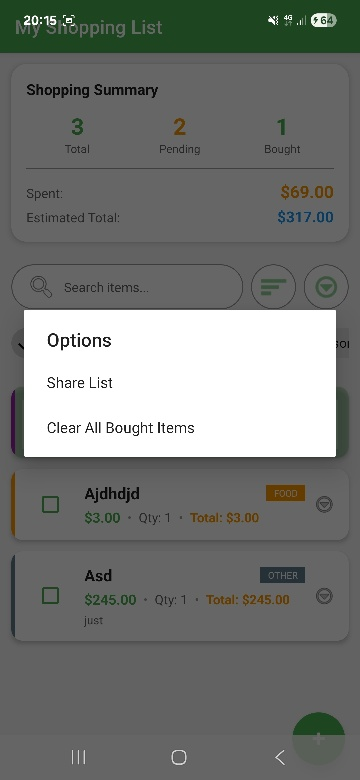 20:15
4G
64
My Shopping List
Shopping Summary
3
2
1
Total
Pending
Bought
Spent:
$69.00
Estimated Total:
$317.00
Search items...
Options
Share List
Clear All Bought Items
Ajdhdjd
FOOD
$3.00 • Qty: 1 • Total: $3.00
Asd
OTHER
$245.00 • Qty: 1 • Total: $245.00
just
+